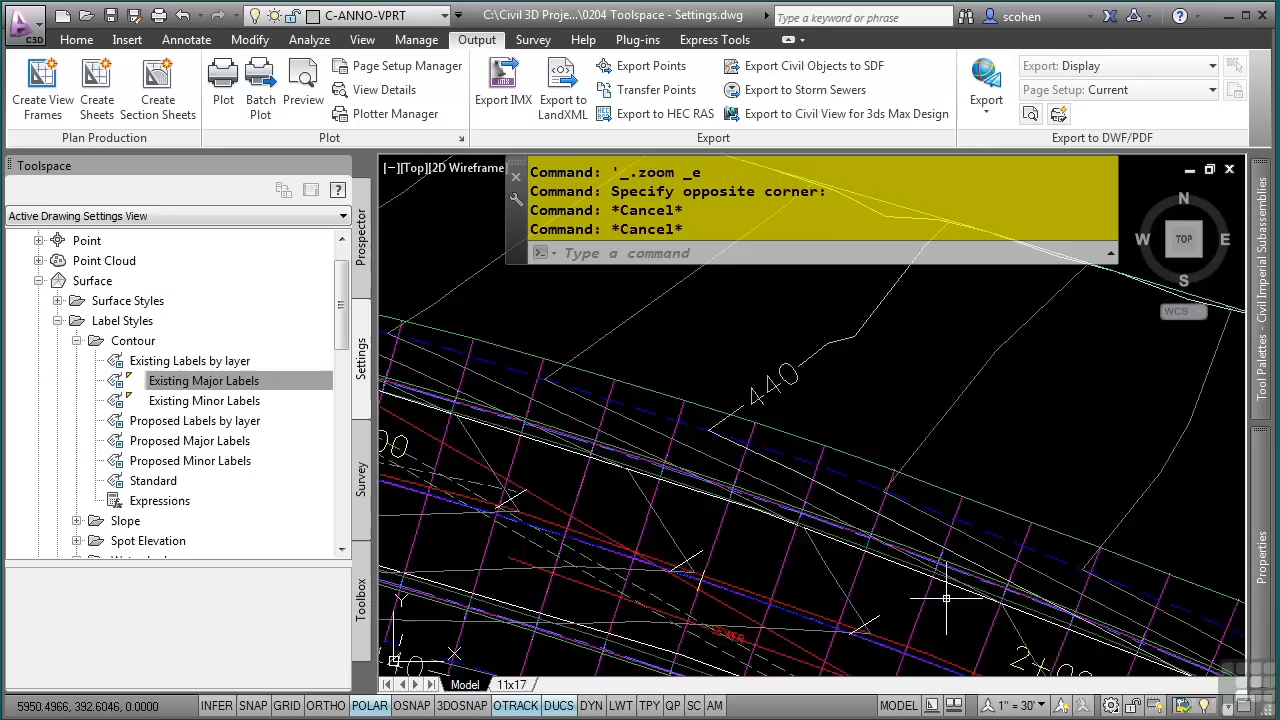 C-ANNO-VPRT
C:\Civil 3D Proje...\0204 Toolspace - Settings.dwg
Type a keyword or phrase
scohen
C3D
Home Insert Annotate Modify Analyze View Manage Output Survey Help Plug-ins Express Tools
Create View Frames
Create Sheets
Create Section Sheets
Plan Production
Plot
Batch Plot
Preview
Page Setup Manager
View Details
Plotter Manager
Plot
Export IMX
Export to LandXML
Export Points
Transfer Points
Export to HEC RAS
Export Civil Objects to SDF
Export to Storm Sewers
Export to Civil View for 3ds Max Design
Export
Export
Export: Display
Page Setup: Current
Export to DWF/PDF
Toolspace
Active Drawing Settings View
Point
Point Cloud
Surface
Surface Styles
Label Styles
Contour
Existing Labels by layer
Existing Major Labels
Existing Minor Labels
Proposed Labels by layer
Proposed Major Labels
Proposed Minor Labels
Standard
Expressions
Slope
Spot Elevation
Prospector
Settings
Survey
Toolbox
[−][Top][2D Wireframe
Command: '_.zoom _e
Command: Specify opposite corner:
Command: *Cancel*
Command: *Cancel*
Type a command
N
W TOP E
S
WCS
440
SEWER
Y
X
Tool Palettes - Civil Imperial Subassemblies
Properties
Model 11x17
5950.4966, 392.6046, 0.0000
INFER SNAP GRID ORTHO POLAR OSNAP 3DOSNAP OTRACK DUCS DYN LWT TPY QP SC AM
MODEL
1" = 30'